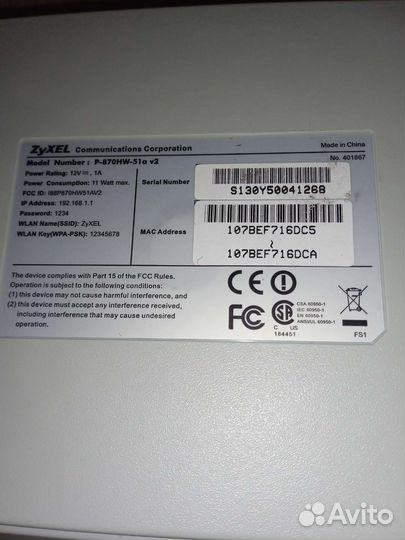 ZyXEL Communications Corporation
Made in China
Model Number : P-870HW-51a v2
No. 401667
Power Rating: 12V⎓, 1A
Power Consumption: 11 Watt max.
FCC ID: I88P870HW51AV2
IP Address: 192.168.1.1
Password: 1234
WLAN Name(SSID): ZyXEL
WLAN Key(WPA-PSK): 12345678
Serial Number
S130Y50041268
MAC Address
107BEF716DC5
~
107BEF716DCA
The device complies with Part 15 of the FCC Rules.
Operation is subject to the following conditions:
(1) this device may not cause harmful interference, and
(2) this device must accept any interference received,
including interference that may cause undesired
operation.
FC CE
SA
C US
184451
CSA 60950-1
IEC 60950-1
EN 60950-1
ANSI/UL 60950-1
FS1
Avito